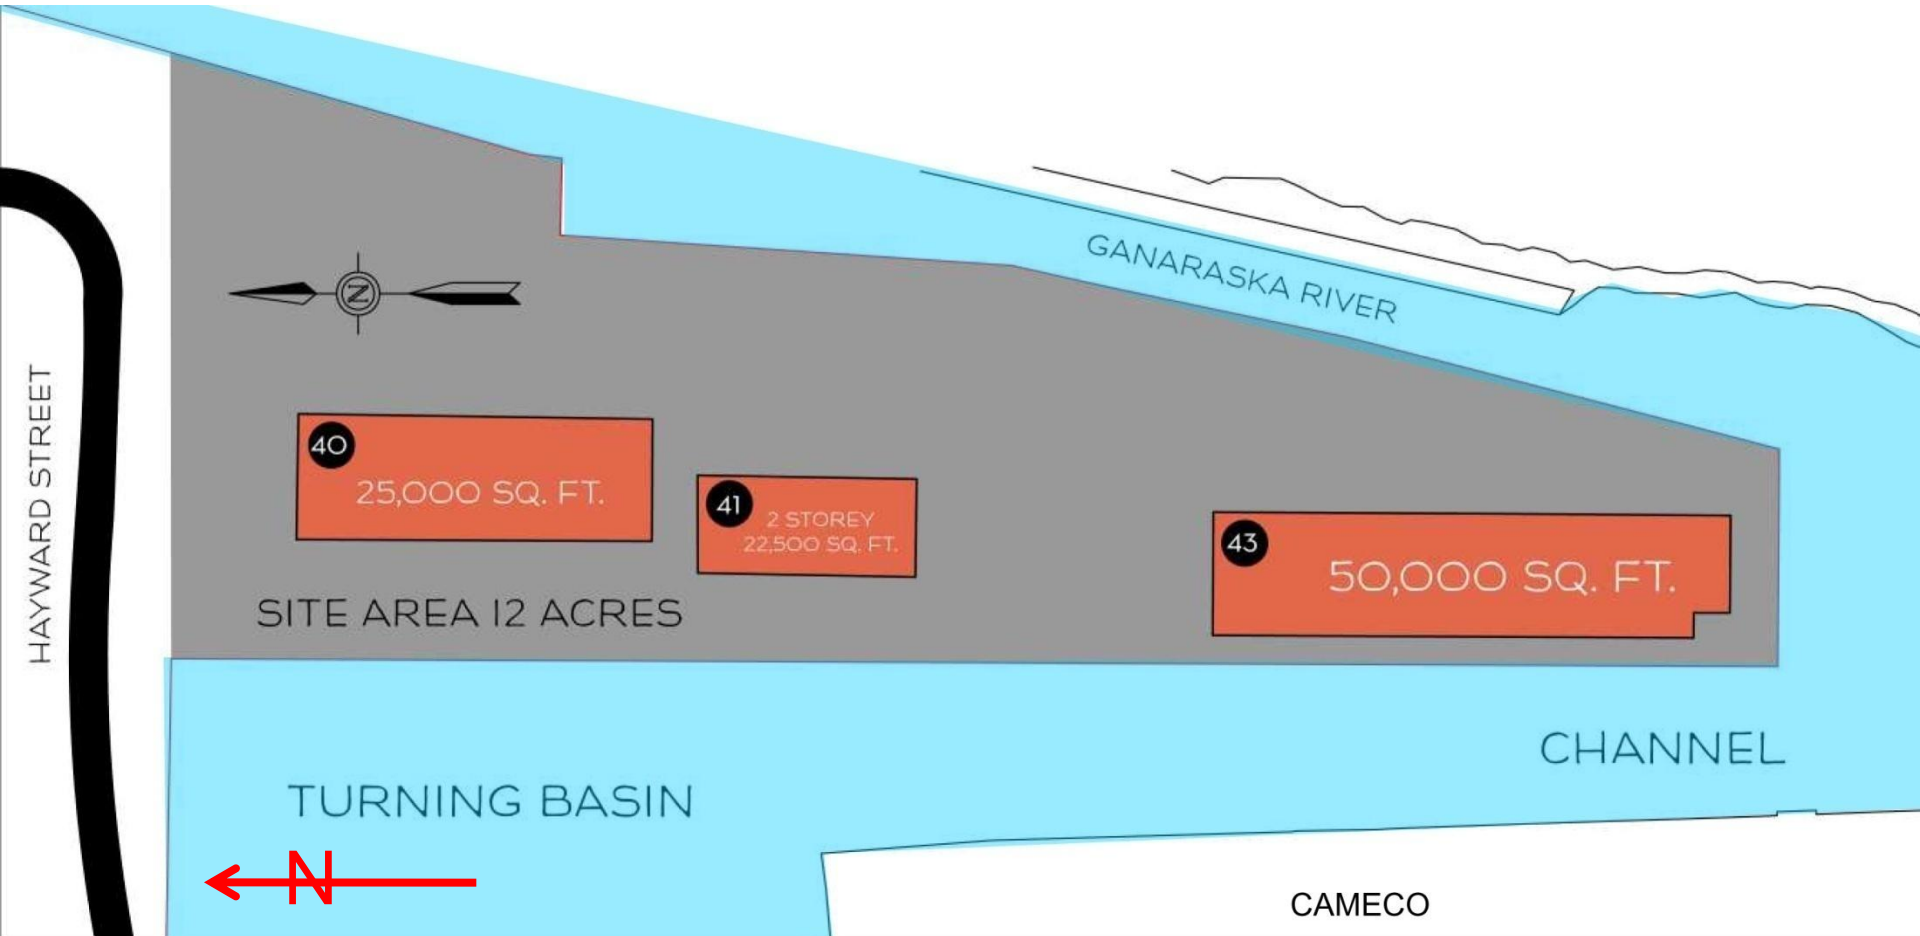 HAYWARD STREET
N
GANARASKA RIVER
40
25,000 SQ. FT.
41
2 STOREY
22,500 SQ. FT.
43
50,000 SQ. FT.
SITE AREA 12 ACRES
CHANNEL
TURNING BASIN
N
CAMECO